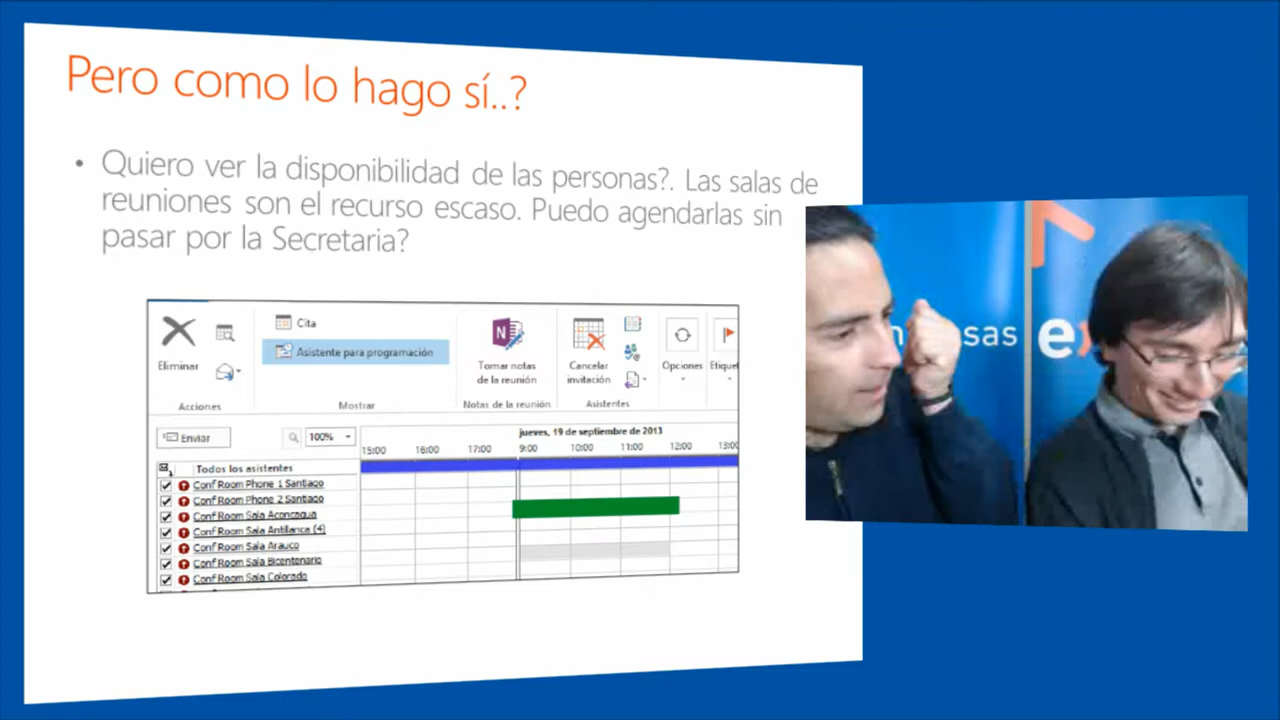 Pero como lo hago sí..?
• Quiero ver la disponibilidad de las personas?. Las salas de
reuniones son el recurso escaso. Puedo agendarlas sin
pasar por la Secretaria?
Eliminar
Acciones
Cita
Asistente para programación
Mostrar
Tomar notas
de la reunión
Notas de la reunión
Cancelar
invitación
Asistentes
Opciones
Etiquet
Enviar
100%
jueves, 19 de septiembre de 2013
15:00 16:00 17:00 9:00 10:00 11:00 12:00 13:00
Todos los asistentes
Conf Room Phone 1 Santiago
Conf Room Phone 2 Santiago
Conf Room Sala Aconcagua
Conf Room Sala Antillanca (4)
Conf Room Sala Arauco
Conf Room Sala Bicentenario
Conf Room Sala Colorado
sas
e